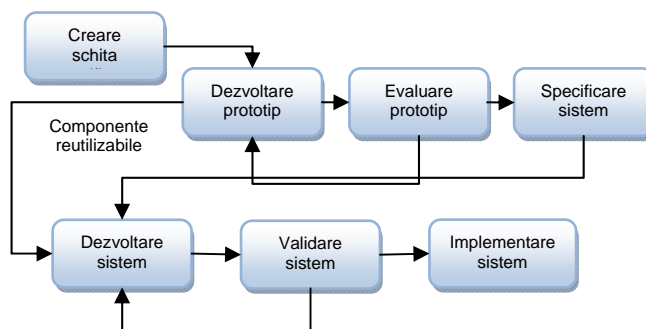 Creare
schita
Dezvoltare
prototip
Evaluare
prototip
Specificare
sistem
Componente
reutilizabile
Dezvoltare
sistem
Validare
sistem
Implementare
sistem